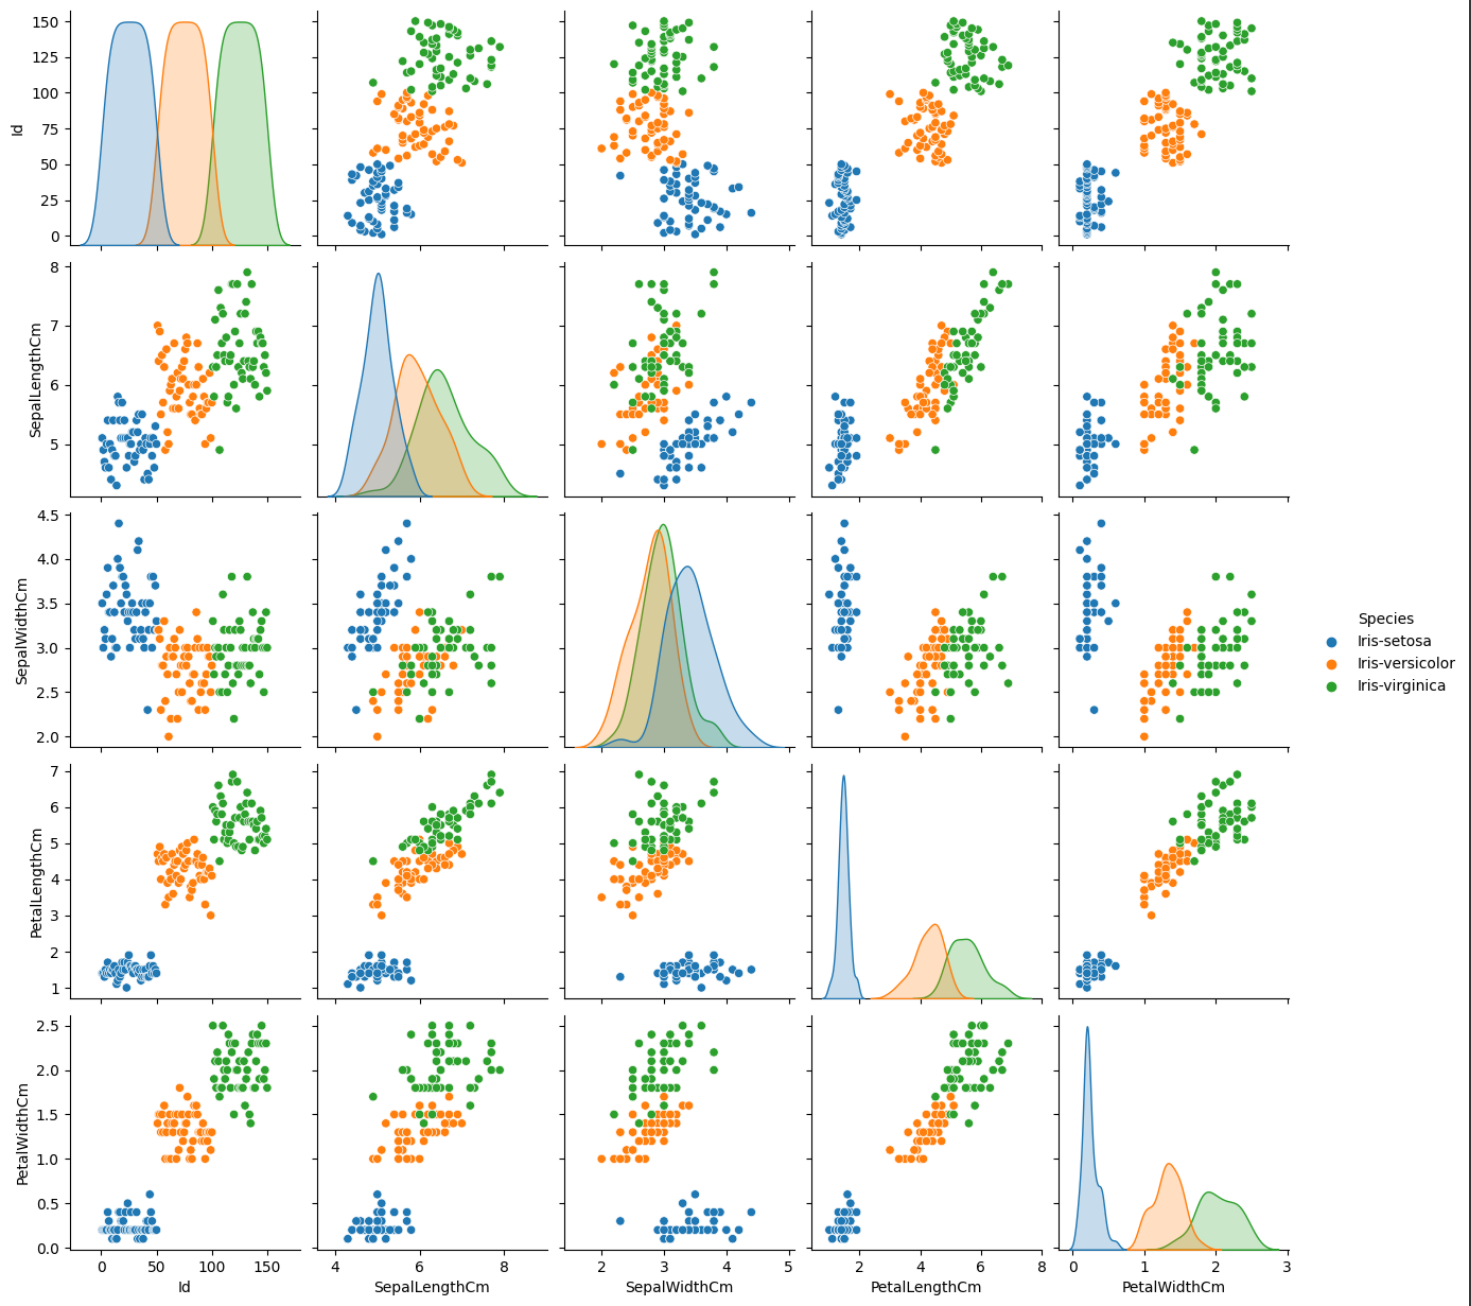 150
125
100
75
50
25
0
Id
8
7
6
5
SepalLengthCm
4.5
4.0
3.5
3.0
2.5
2.0
SepalWidthCm
Species
Iris-setosa
Iris-versicolor
Iris-virginica
7
6
5
4
3
2
1
PetalLengthCm
2.5
2.0
1.5
1.0
0.5
0.0
PetalWidthCm
0 50 100 150
Id
4 6 8
SepalLengthCm
2 3 4 5
SepalWidthCm
2 4 6 8
PetalLengthCm
0 1 2 3
PetalWidthCm